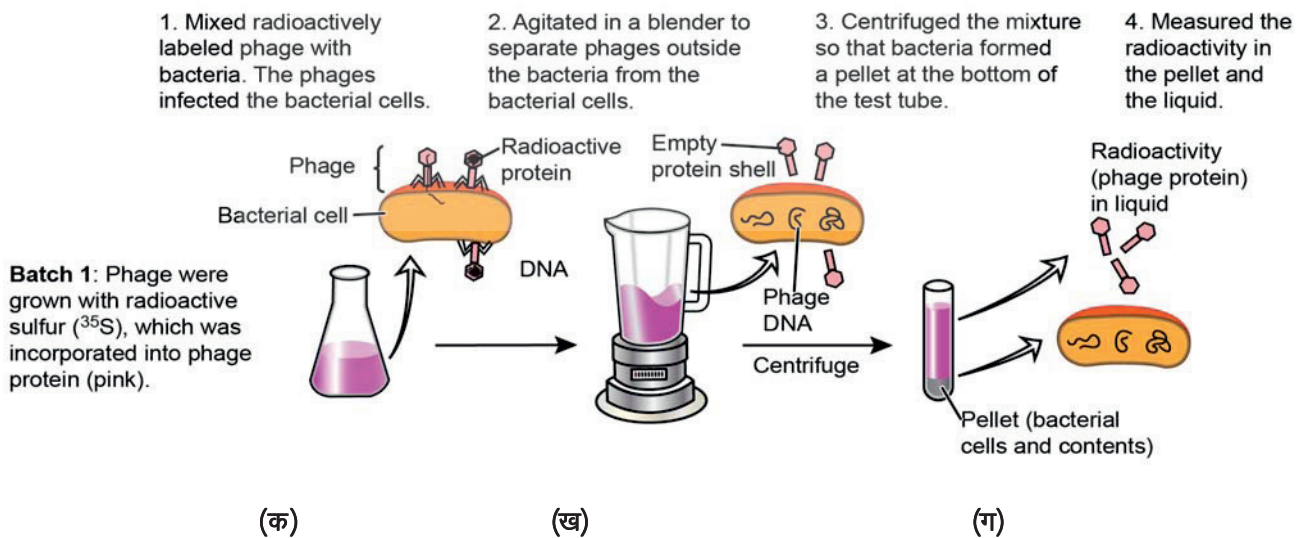 1. Mixed radioactively
labeled phage with
bacteria. The phages
infected the bacterial cells.
2. Agitated in a blender to
separate phages outside
the bacteria from the
bacterial cells.
3. Centrifuged the mixture
so that bacteria formed
a pellet at the bottom of
the test tube.
4. Measured the
radioactivity in
the pellet and
the liquid.
Phage
Radioactive
protein
Bacterial cell
Empty
protein shell
Radioactivity
(phage protein)
in liquid
Batch 1: Phage were
grown with radioactive
sulfur (³⁵S), which was
incorporated into phage
protein (pink).
DNA
Phage
DNA
Centrifuge
Pellet (bacterial
cells and contents)
(क) (ख) (ग)